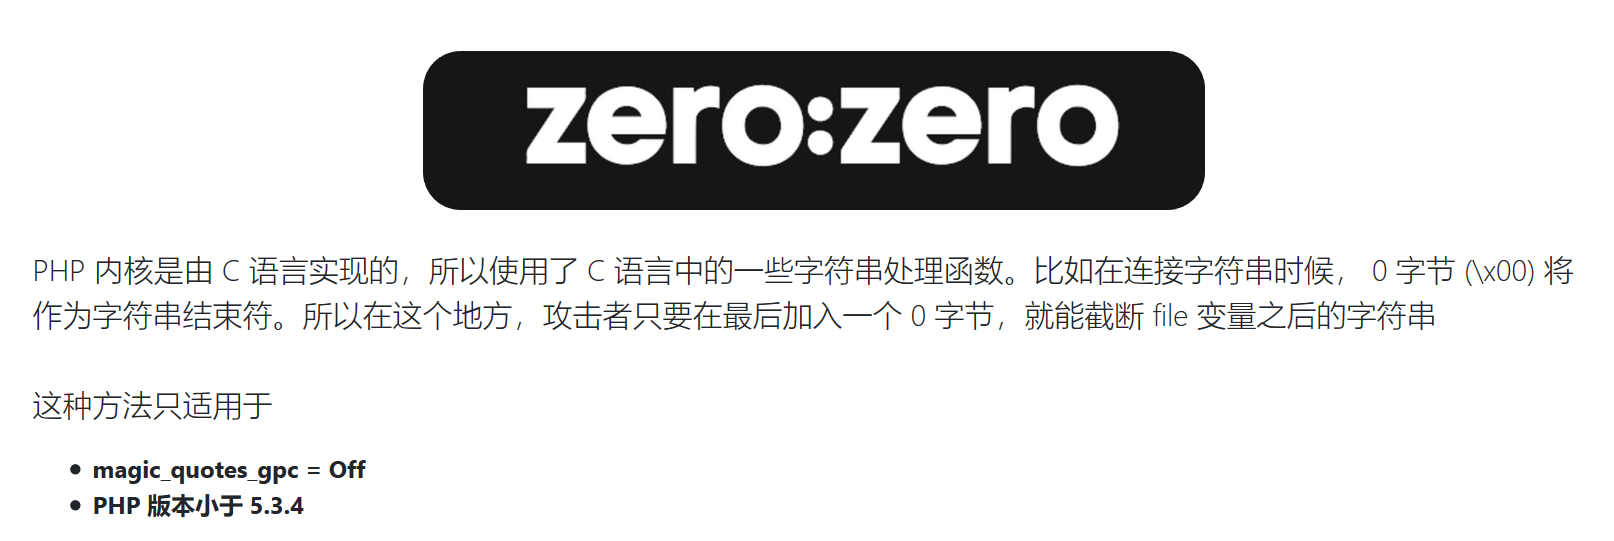 zero:zero
PHP 内核是由 C 语言实现的，所以使用了 C 语言中的一些字符串处理函数。比如在连接字符串时候， 0 字节 (\x00) 将
作为字符串结束符。所以在这个地方，攻击者只要在最后加入一个 0 字节，就能截断 file 变量之后的字符串
这种方法只适用于
• magic_quotes_gpc = Off
• PHP 版本小于 5.3.4